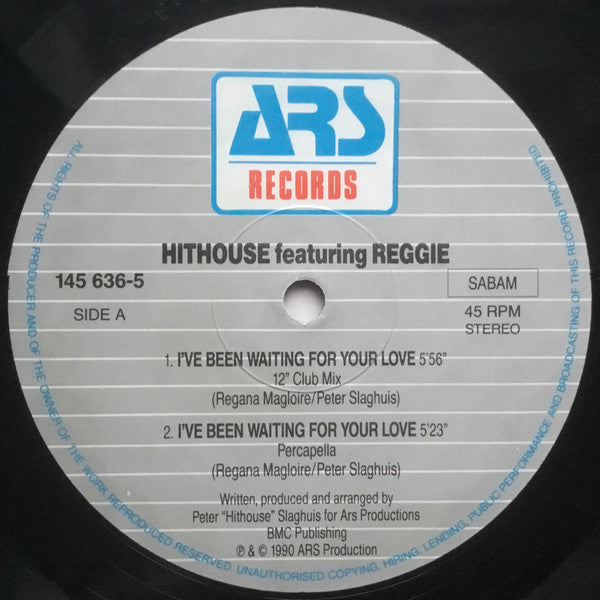 ARS
RECORDS
HITHOUSE featuring REGGIE
145 636-5
SIDE A
SABAM
45 RPM
STEREO
1. I'VE BEEN WAITING FOR YOUR LOVE 5'56"
12" Club Mix
(Regana Magloire/Peter Slaghuis)
2. I'VE BEEN WAITING FOR YOUR LOVE 5'23"
Percapella
(Regana Magloire/Peter Slaghuis)
Written, produced and arranged by
Peter "Hithouse" Slaghuis for Ars Productions
BMC Publishing
℗ & © 1990 ARS Production
ALL RIGHTS OF THE PRODUCER AND OF THE OWNER OF THE WORK REPRODUCED RESERVED. UNAUTHORISED COPYING, HIRING, LENDING, PUBLIC PERFORMANCE AND BROADCASTING OF THIS RECORD PROHIBITED